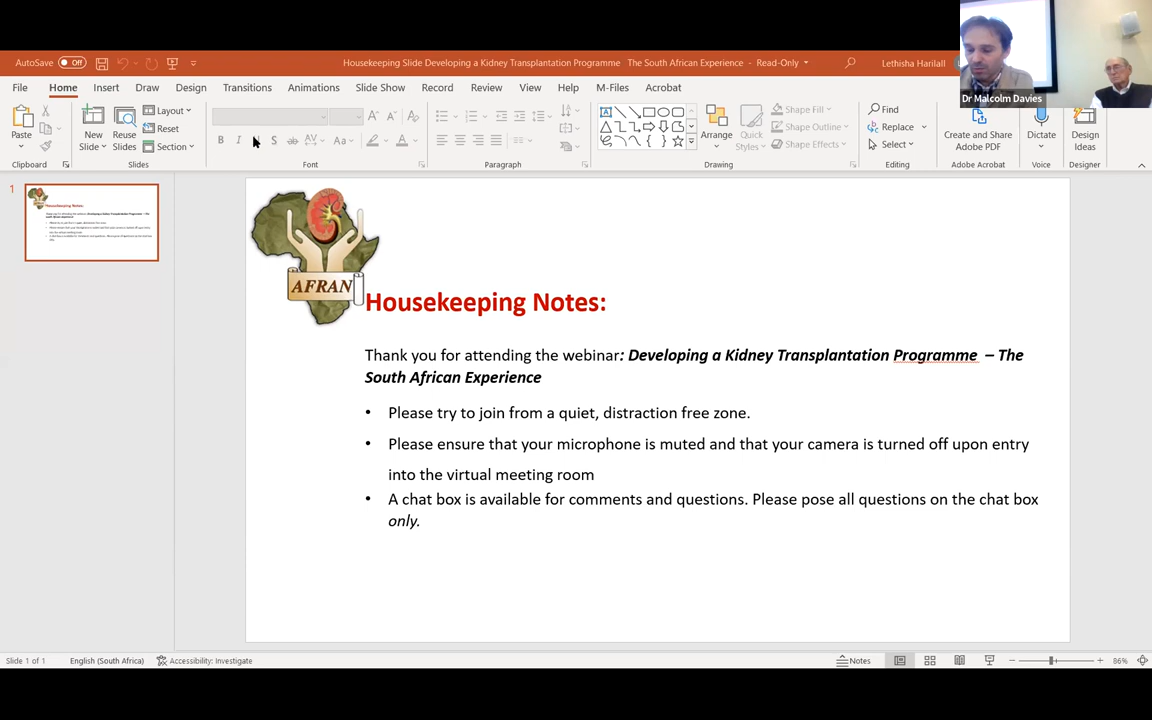 AutoSave Off
Housekeeping Slide Developing a Kidney Transplantation Programme The South African Experience - Read-Only
Lethisha Harilall
Dr Malcolm Davies
File Home Insert Draw Design Transitions Animations Slide Show Record Review View Help M-Files Acrobat
Paste
New Slide
Reuse Slides
Layout
Reset
Section
B I S ab AV Aa A
Arrange
Quick Styles
Shape Fill
Shape Outline
Shape Effects
Find
Replace
Select
Create and Share Adobe PDF
Dictate
Design Ideas
Clipboard Slides Font Paragraph Drawing Editing Adobe Acrobat Voice Designer
1
AFRAN
Housekeeping Notes:
Thank you for attending the webinar: Developing a Kidney Transplantation Programme – The
South African Experience
• Please try to join from a quiet, distraction free zone.
• Please ensure that your microphone is muted and that your camera is turned off upon entry
into the virtual meeting room
• A chat box is available for comments and questions. Please pose all questions on the chat box
only.
Slide 1 of 1 English (South Africa) Accessibility: Investigate Notes 86%